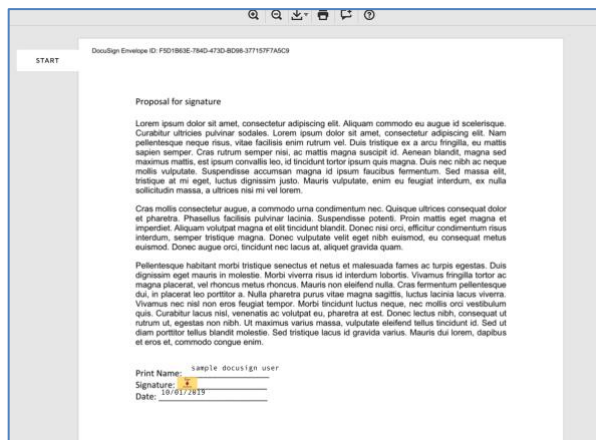 START
DocuSign Envelope ID: F5D1B63E-784D-473D-BD98-377157F7A5C9
Proposal for signature
Lorem ipsum dolor sit amet, consectetur adipiscing elit. Aliquam commodo eu augue id scelerisque.
Curabitur ultricies pulvinar sodales. Lorem ipsum dolor sit amet, consectetur adipiscing elit. Nam
pellentesque neque risus, vitae facilisis enim rutrum vel. Duis tristique ex a arcu fringilla, eu mattis
sapien semper. Cras rutrum semper nisi, ac mattis magna suscipit id. Aenean blandit, magna sed
maximus mattis, est ipsum convallis leo, id tincidunt tortor ipsum quis magna. Duis nec nibh ac neque
mollis vulputate. Suspendisse accumsan magna id ipsum faucibus fermentum. Sed massa elit,
tristique at mi eget, luctus dignissim justo. Mauris vulputate, enim eu feugiat interdum, ex nulla
sollicitudin massa, a ultrices nisi mi vel lorem.
Cras mollis consectetur augue, a commodo urna condimentum nec. Quisque ultrices consequat dolor
et pharetra. Phasellus facilisis pulvinar lacinia. Suspendisse potenti. Proin mattis eget magna et
imperdiet. Aliquam volutpat magna et elit tincidunt blandit. Donec nisi orci, efficitur condimentum risus
interdum, semper tristique magna. Donec vulputate velit eget nibh euismod, eu consequat metus
euismod. Donec augue orci, tincidunt nec lacus at, aliquet gravida quam.
Pellentesque habitant morbi tristique senectus et netus et malesuada fames ac turpis egestas. Duis
dignissim eget mauris in molestie. Morbi viverra risus id interdum lobortis. Vivamus fringilla tortor ac
magna placerat, vel rhoncus metus rhoncus. Mauris non eleifend nulla. Cras fermentum pellentesque
dui, in placerat leo porttitor a. Nulla pharetra purus vitae magna sagittis, luctus lacinia lacus viverra.
Vivamus nec nisl non eros feugiat tempor. Morbi tincidunt luctus neque, nec mollis orci vestibulum
quis. Curabitur lacus nisl, venenatis ac volutpat eu, pharetra at est. Donec lectus nibh, consequat ut
rutrum ut, egestas non nibh. Ut maximus varius massa, vulputate eleifend tellus tincidunt id. Sed ut
diam porttitor tellus blandit molestie. Sed tristique lacus id gravida varius. Mauris dui lorem, dapibus
et eros et, commodo congue enim.
Print Name: sample docusign user
Signature:
Date: 10/01/2019